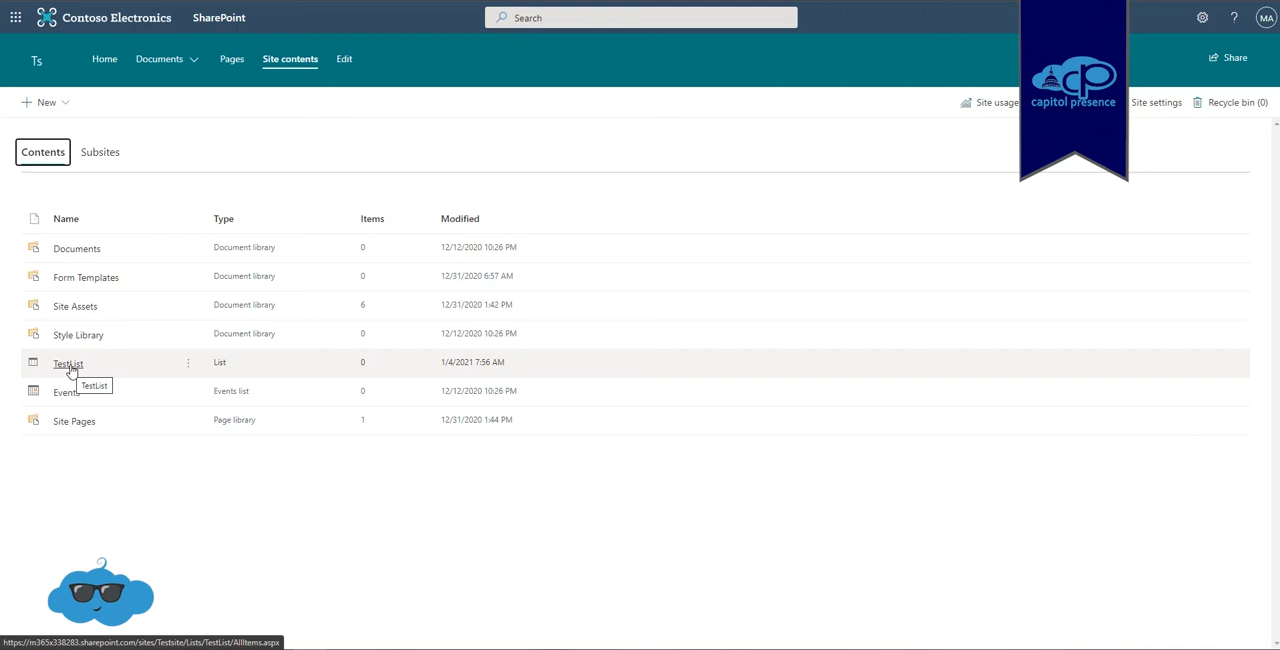 Contoso Electronics SharePoint Search MA
Ts Home Documents Pages Site contents Edit Share
capitol presence
New Site usage Site settings Recycle bin (0)
Contents Subsites
Name Type Items Modified
Documents Document library 0 12/12/2020 10:26 PM
Form Templates Document library 0 12/31/2020 6:57 AM
Site Assets Document library 6 12/31/2020 1:42 PM
Style Library Document library 0 12/12/2020 10:26 PM
TestList List 0 1/4/2021 7:56 AM
TestList
Events Events list 0 12/12/2020 10:26 PM
Site Pages Page library 1 12/31/2020 1:44 PM
https://m365x338283.sharepoint.com/sites/Testsite/Lists/TestList/AllItems.aspx